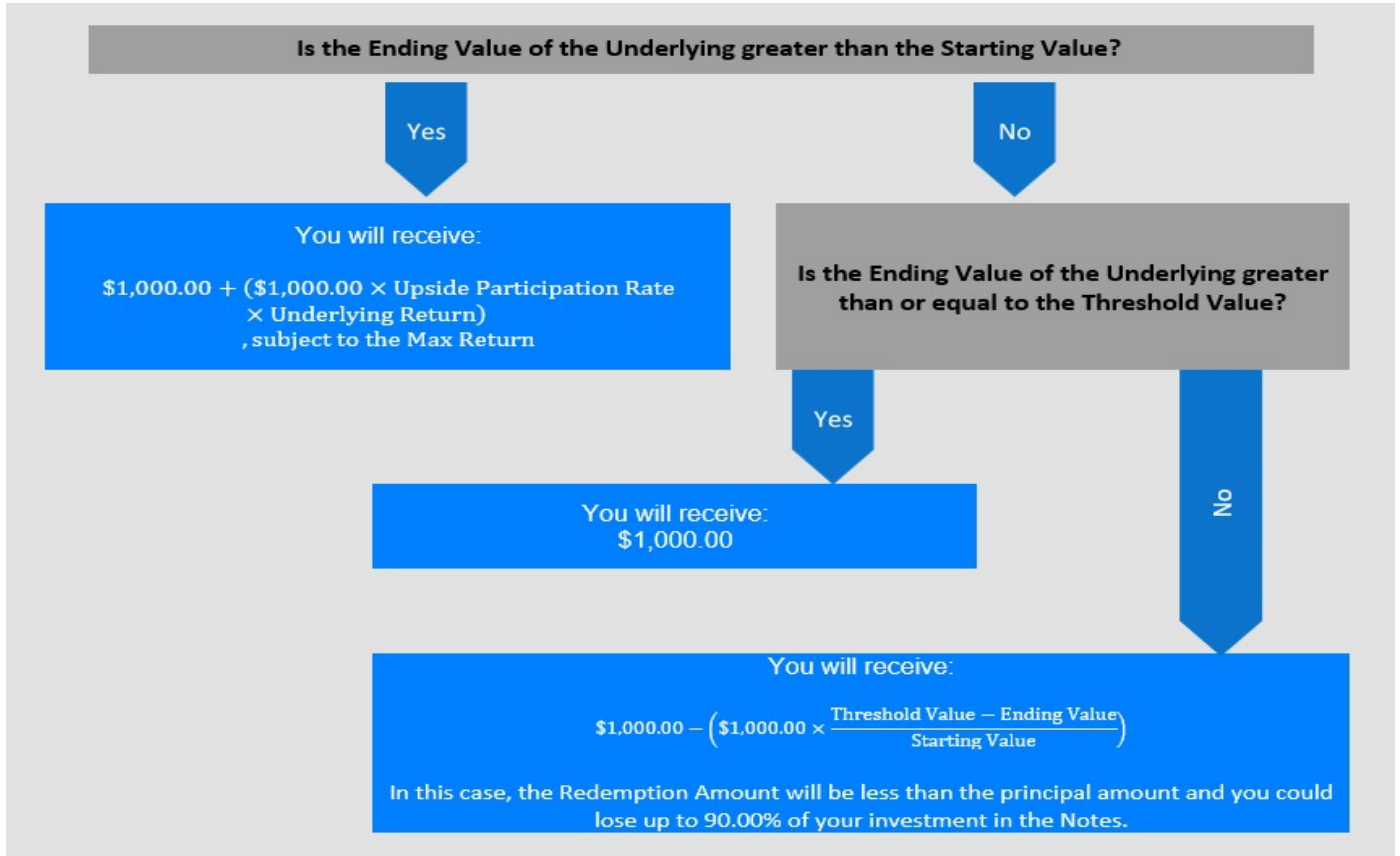 Is the Ending Value of the Underlying greater than the Starting Value?
Yes
No
You will receive:
$1,000.00 + ($1,000.00 × Upside Participation Rate
× Underlying Return)
, subject to the Max Return
Is the Ending Value of the Underlying greater
than or equal to the Threshold Value?
Yes
No
You will receive:
$1,000.00
You will receive:
$1,000.00 − ($1,000.00 × Threshold Value − Ending Value
Starting Value)
In this case, the Redemption Amount will be less than the principal amount and you could
lose up to 90.00% of your investment in the Notes.